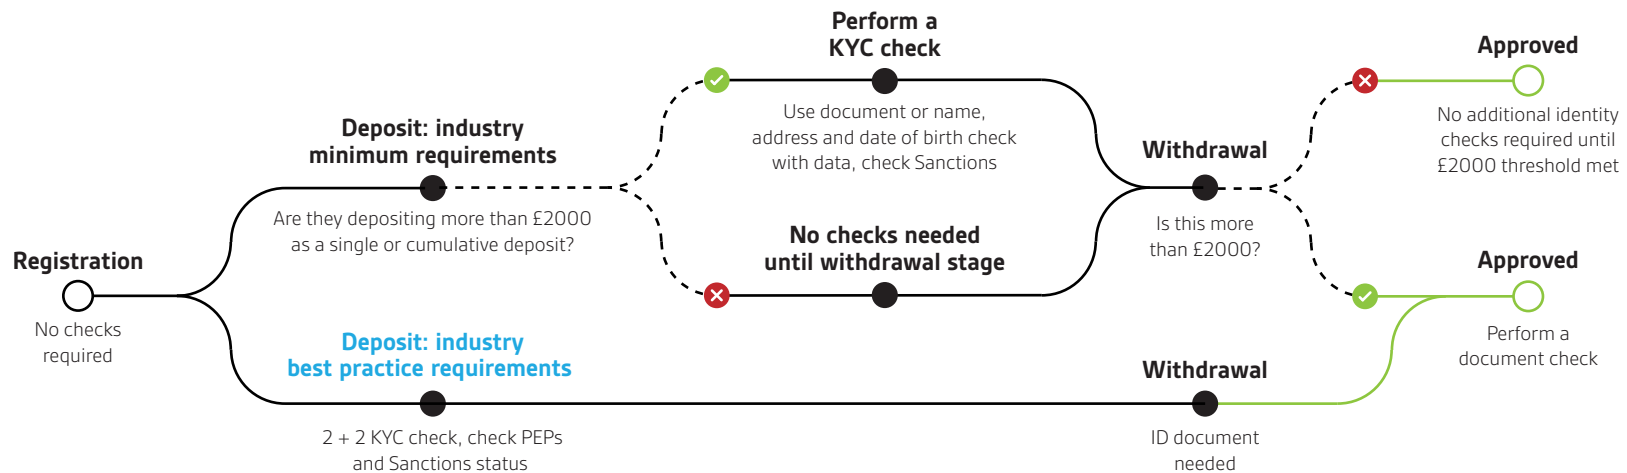 Registration
No checks
required
Deposit: industry
minimum requirements
Are they depositing more than £2000
as a single or cumulative deposit?
Deposit: industry
best practice requirements
2 + 2 KYC check, check PEPs
and Sanctions status
Perform a
KYC check
Use document or name,
address and date of birth check
with data, check Sanctions
No checks needed
until withdrawal stage
Withdrawal
Is this more
than £2000?
Withdrawal
ID document
needed
Approved
No additional identity
checks required until
£2000 threshold met
Approved
Perform a
document check